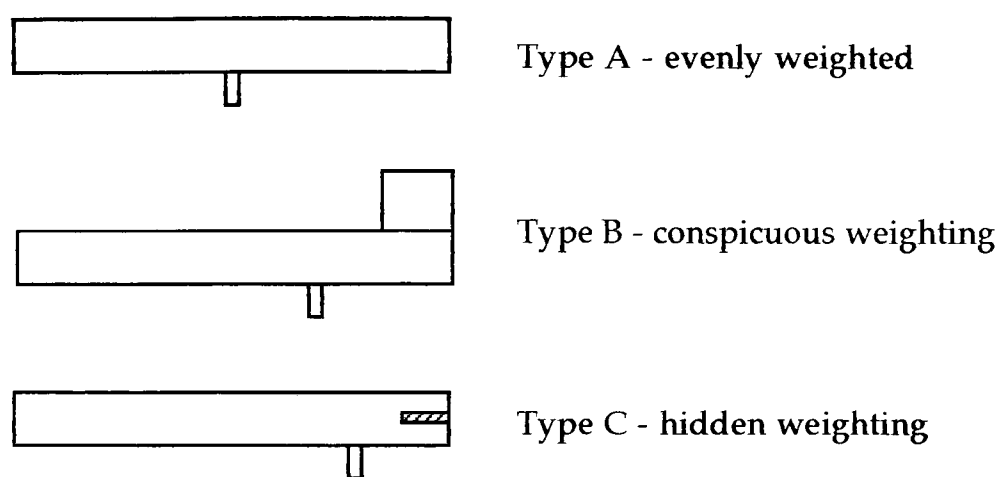 Type A - evenly weighted
Type B - conspicuous weighting
Type C - hidden weighting